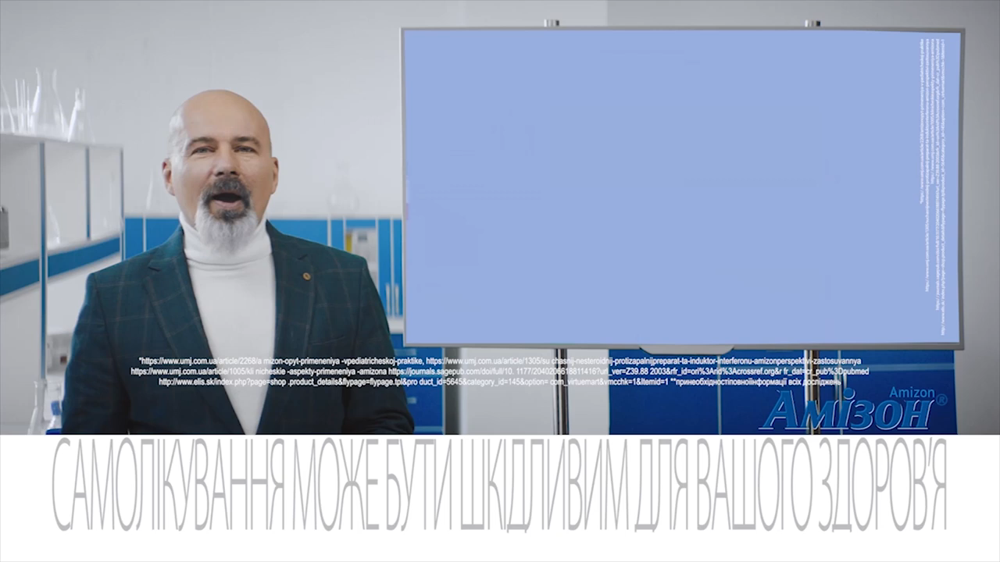 *https://www.umj.com.ua/article/2268/a mizon-opyt-primeneniya -vpediatricheskoj-praktike, https://www.umj.com.ua/article/1305/su chasnij-nesteroidnij-protizapalnijpreparat-ta-induktor-interferonu-amizonperspektivi-zastosuvannya
https://www.umj.com.ua/article/1005/kli nicheskie -aspekty-primeneniya -amizona https://journals.sagepub.com/doi/full/10. 1177/2040206618811416?url_ver=Z39.88 2003&rfr_id=ori%3Arid%3Acrossref.org&r fr_dat=cr_pub%3Dpubmed
http://www.elis.sk/index.php?page=shop .product_details&flypage=flypage.tpl&pro duct_id=5645&category_id=145&option= com_virtuemart&vmcchk=1&Itemid=1 **принеобхідностіповноїінформації всіх досліджень
Amizon
Амізон®
САМОЛІКУВАННЯ МОЖЕ БУТИ ШКІДЛИВИМ ДЛЯ ВАШОГО ЗДОРОВ'Я